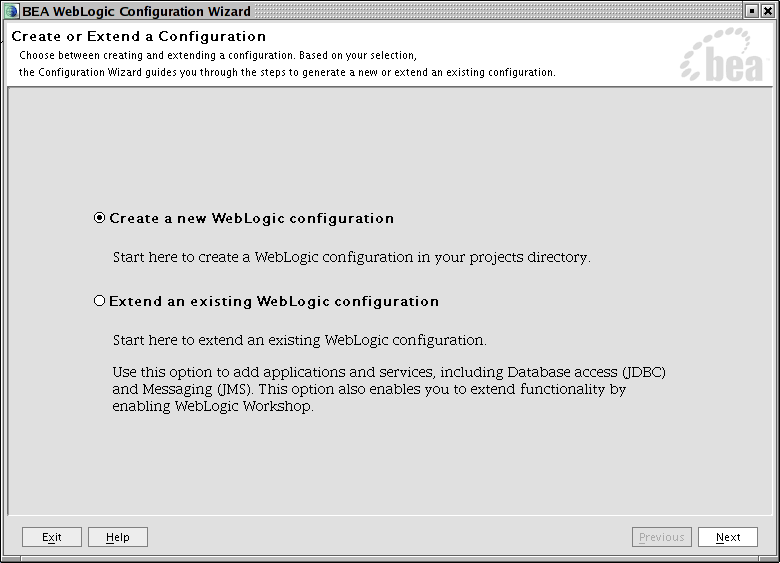 BEA WebLogic Configuration Wizard
Create or Extend a Configuration
Choose between creating and extending a configuration. Based on your selection,
the Configuration Wizard guides you through the steps to generate a new or extend an existing configuration.
bea
Create a new WebLogic configuration
Start here to create a WebLogic configuration in your projects directory.
Extend an existing WebLogic configuration
Start here to extend an existing WebLogic configuration.
Use this option to add applications and services, including Database access (JDBC)
and Messaging (JMS). This option also enables you to extend functionality by
enabling WebLogic Workshop.
Exit Help Previous Next